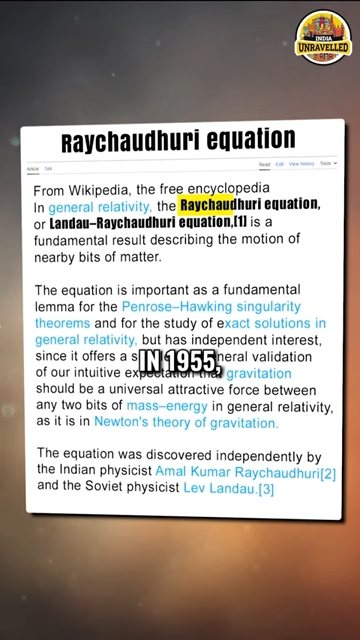 INDIA
UNRAVELLED
Raychaudhuri equation
Article Talk Read Edit View history Tools
From Wikipedia, the free encyclopedia
In general relativity, the Raychaudhuri equation,
or Landau–Raychaudhuri equation,[1] is a
fundamental result describing the motion of
nearby bits of matter.
The equation is important as a fundamental
lemma for the Penrose–Hawking singularity
theorems and for the study of exact solutions in
general relativity, but has independent interest,
since it offers a s neral validation
IN 1955,
of our intuitive expectation that gravitation
should be a universal attractive force between
any two bits of mass–energy in general relativity,
as it is in Newton's theory of gravitation.
The equation was discovered independently by
the Indian physicist Amal Kumar Raychaudhuri[2]
and the Soviet physicist Lev Landau.[3]